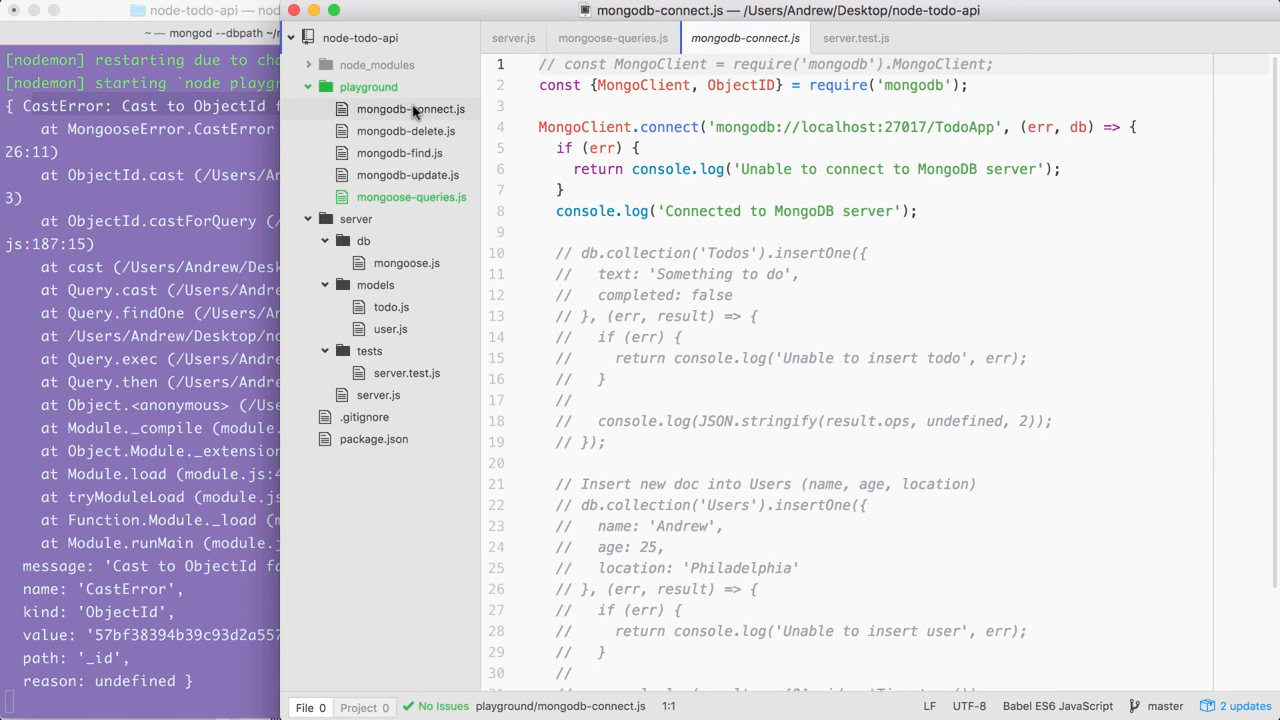 node-todo-api
~ — mongod --dbpath ~/
[nodemon] restarting due to cha
[nodemon] starting `node playg
{ CastError: Cast to ObjectId f
at MongooseError.CastError
26:11)
at ObjectId.cast (/Users/A
3)
at ObjectId.castForQuery (/
js:187:15)
at cast (/Users/Andrew/Desk
at Query.cast (/Users/Andre
at Query.findOne (/Users/An
at /Users/Andrew/Desktop/no
at Query.exec (/Users/Andre
at Query.then (/Users/Andre
at Object.<anonymous> (/Use
at Module._compile (module.
at Object.Module._extension
at Module.load (module.js:4
at tryModuleLoad (module.js
at Function.Module._load (m
at Module.runMain (module.j
message: 'Cast to ObjectId fa
name: 'CastError',
kind: 'ObjectId',
value: '57bf38394b39c93d2a557
path: '_id',
reason: undefined }
mongodb-connect.js — /Users/Andrew/Desktop/node-todo-api
node-todo-api
node_modules
playground
mongodb-connect.js
mongodb-delete.js
mongodb-find.js
mongodb-update.js
mongoose-queries.js
server
db
mongoose.js
models
todo.js
user.js
tests
server.test.js
server.js
.gitignore
package.json
server.js mongoose-queries.js mongodb-connect.js server.test.js
1 // const MongoClient = require('mongodb').MongoClient;
2 const {MongoClient, ObjectID} = require('mongodb');
3
4 MongoClient.connect('mongodb://localhost:27017/TodoApp', (err, db) => {
5 if (err) {
6 return console.log('Unable to connect to MongoDB server');
7 }
8 console.log('Connected to MongoDB server');
9
10 // db.collection('Todos').insertOne({
11 // text: 'Something to do',
12 // completed: false
13 // }, (err, result) => {
14 // if (err) {
15 // return console.log('Unable to insert todo', err);
16 // }
17 //
18 // console.log(JSON.stringify(result.ops, undefined, 2));
19 // });
20
21 // Insert new doc into Users (name, age, location)
22 // db.collection('Users').insertOne({
23 // name: 'Andrew',
24 // age: 25,
25 // location: 'Philadelphia'
26 // }, (err, result) => {
27 // if (err) {
28 // return console.log('Unable to insert user', err);
29 // }
30 //
File 0 Project 0 No Issues playground/mongodb-connect.js 1:1 LF UTF-8 Babel ES6 JavaScript master 2 updates